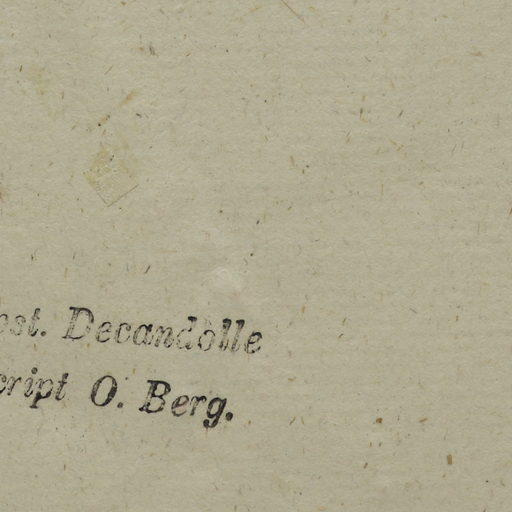 ost. Decandolle
cript O. Berg.